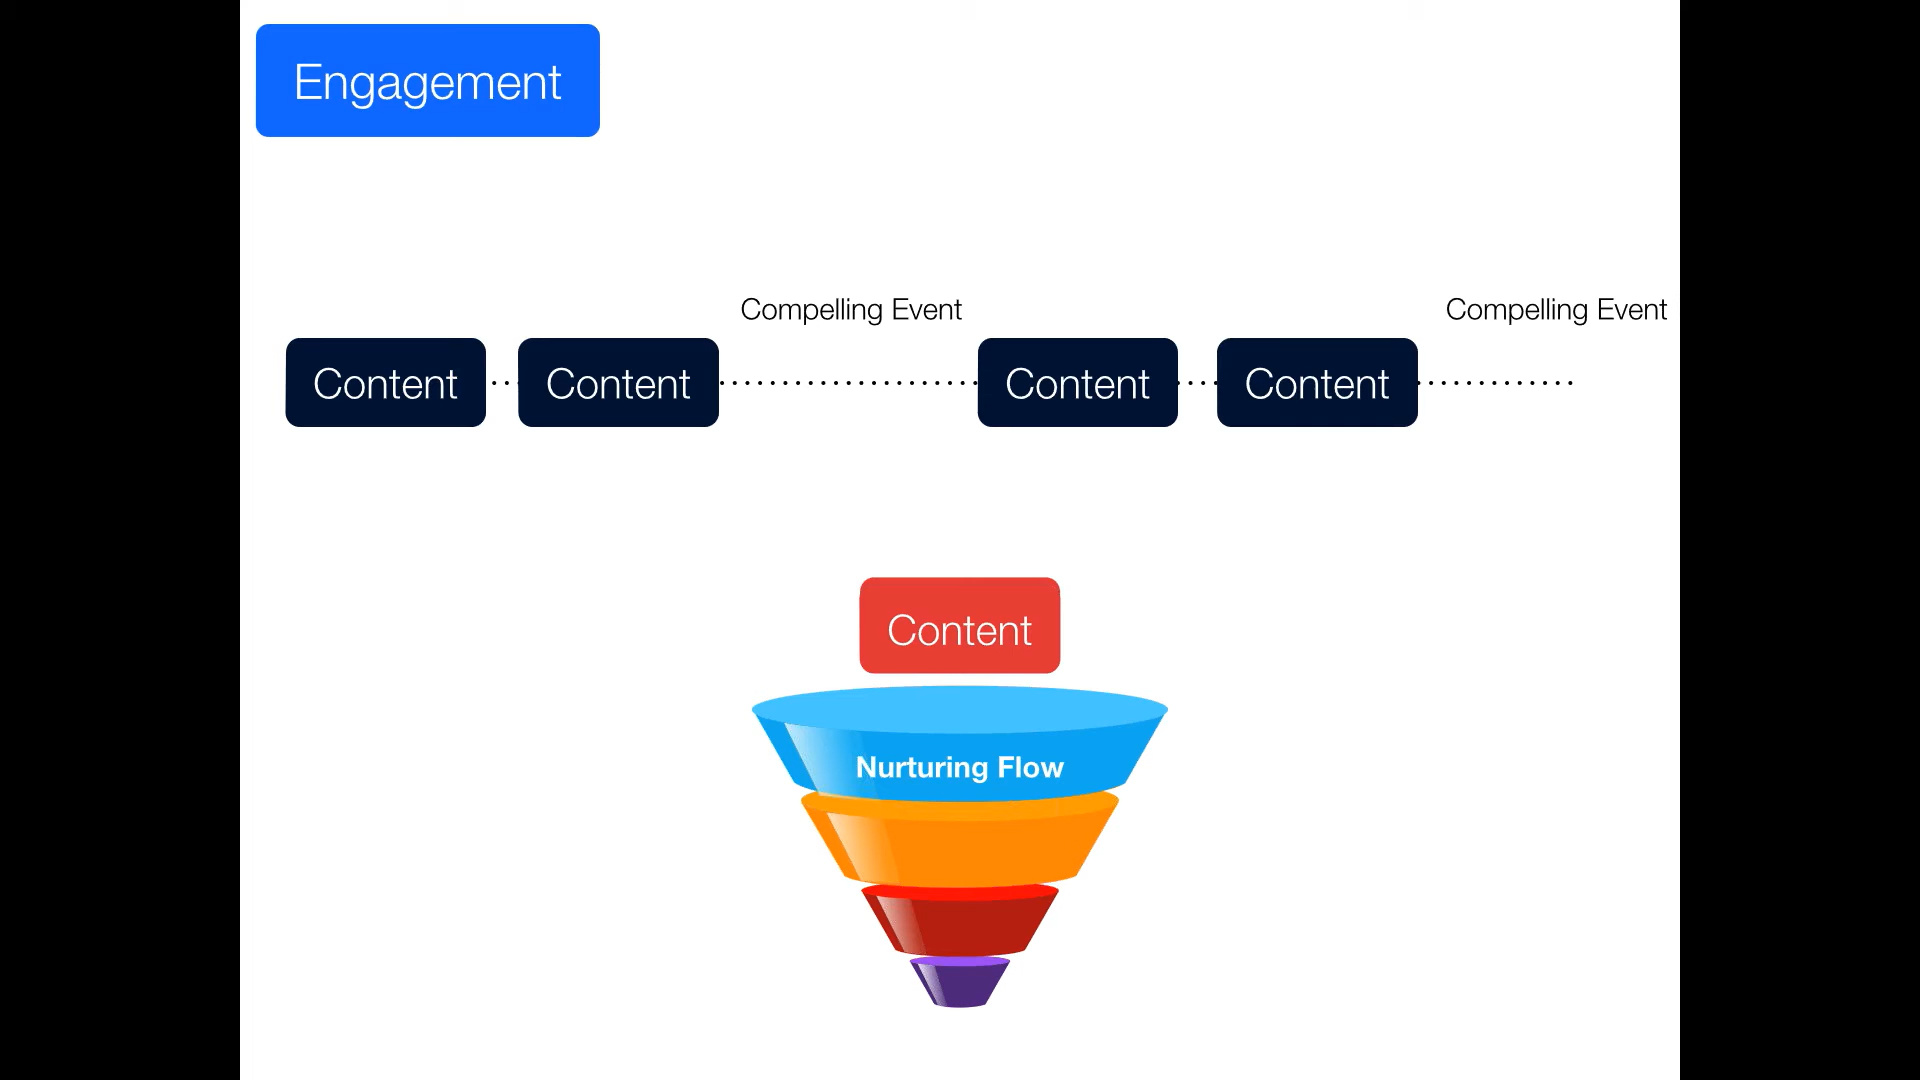 Engagement
Compelling Event
Compelling Event
Content
Content
Content
Content
Content
Nurturing Flow